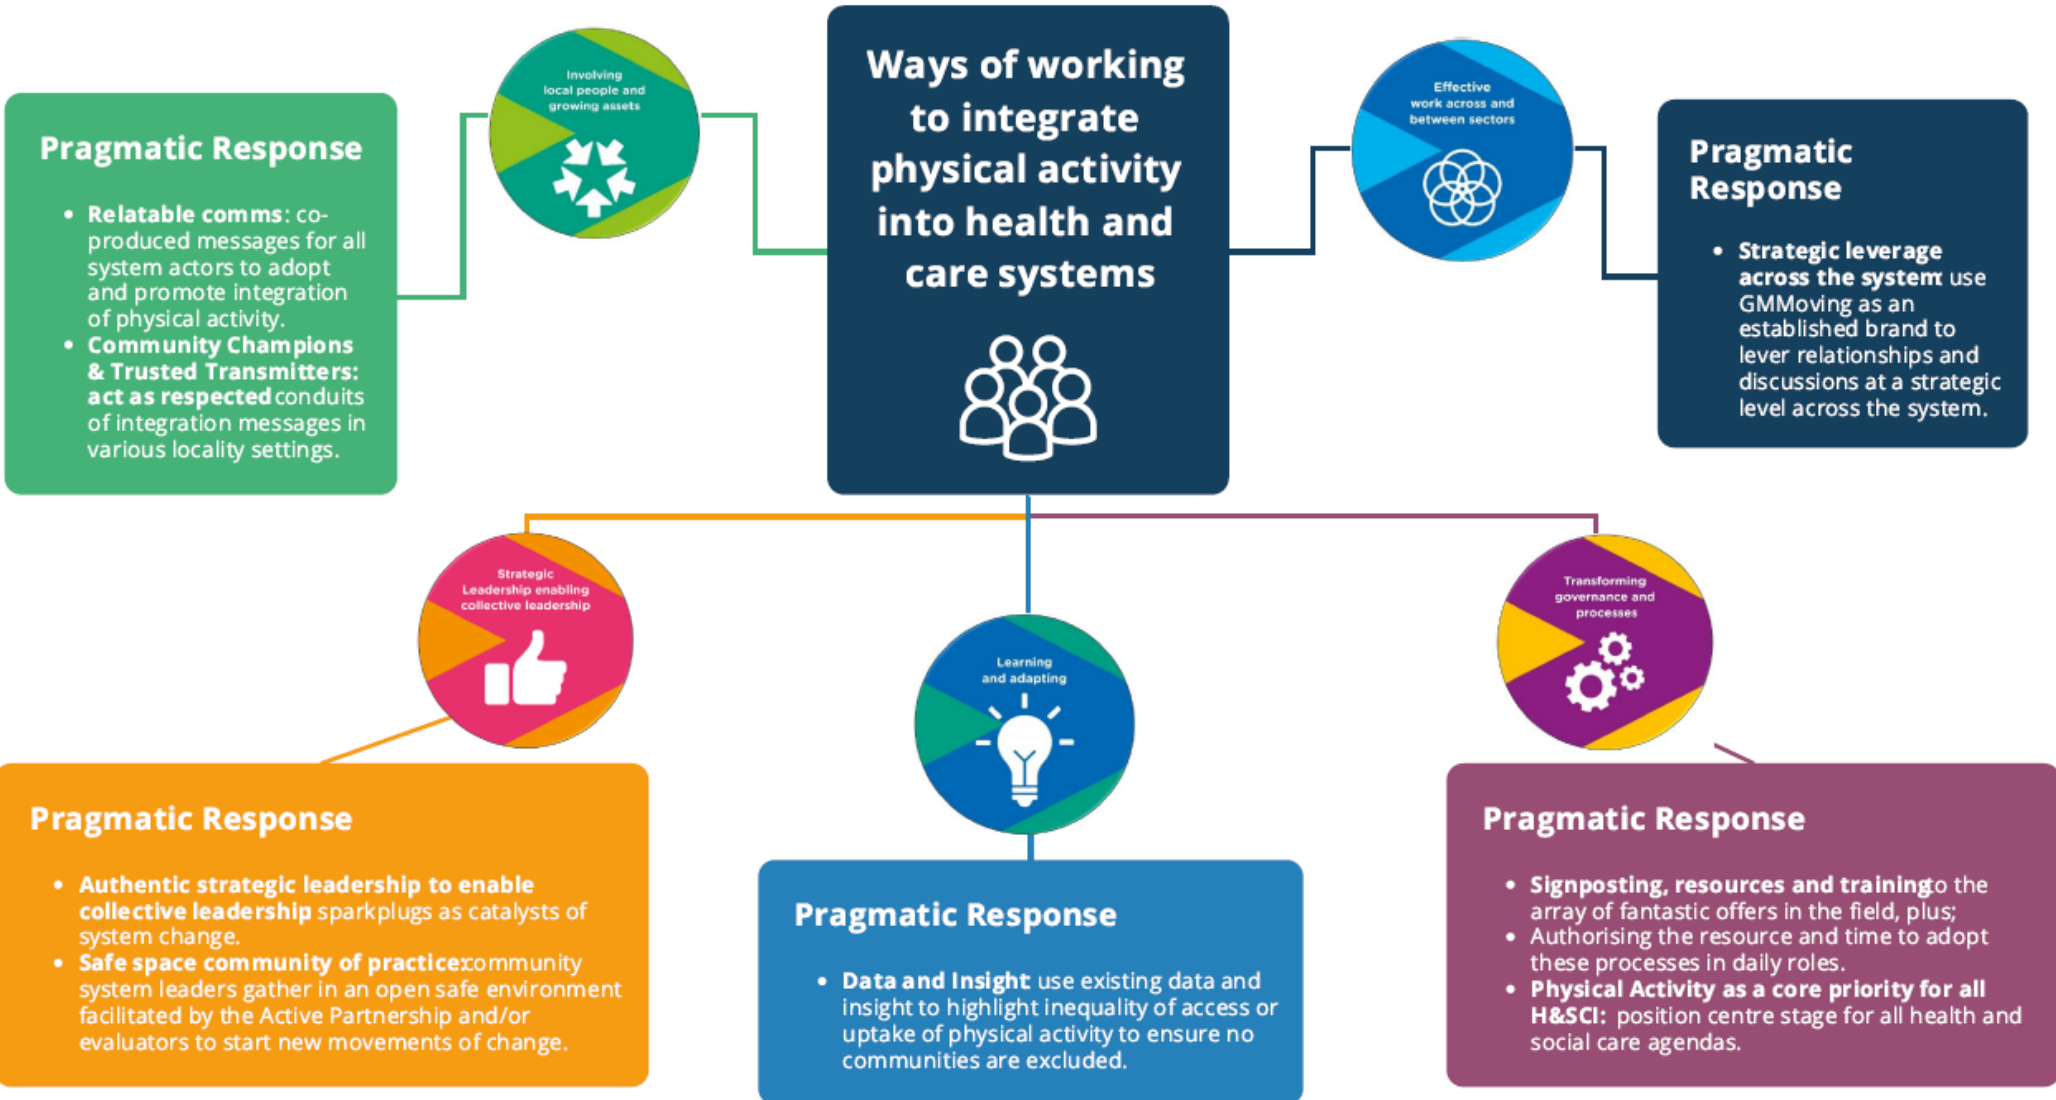 Ways of working
to integrate
physical activity
into health and
care systems
Involving
local people and
growing assets
Pragmatic Response
• Relatable comms: co-
produced messages for all
system actors to adopt
and promote integration
of physical activity.
• Community Champions
& Trusted Transmitters:
act as respected conduits
of integration messages in
various locality settings.
Effective
work across and
between sectors
Pragmatic
Response
• Strategic leverage
across the system: use
GMMoving as an
established brand to
lever relationships and
discussions at a strategic
level across the system.
Strategic
Leadership enabling
collective leadership
Pragmatic Response
• Authentic strategic leadership to enable
collective leadership: sparkplugs as catalysts of
system change.
• Safe space community of practice: community
system leaders gather in an open safe environment
facilitated by the Active Partnership and/or
evaluators to start new movements of change.
Learning
and adapting
Pragmatic Response
• Data and Insight: use existing data and
insight to highlight inequality of access or
uptake of physical activity to ensure no
communities are excluded.
Transforming
governance and
processes
Pragmatic Response
• Signposting, resources and training to the
array of fantastic offers in the field, plus;
• Authorising the resource and time to adopt
these processes in daily roles.
• Physical Activity as a core priority for all
H&SCI: position centre stage for all health and
social care agendas.